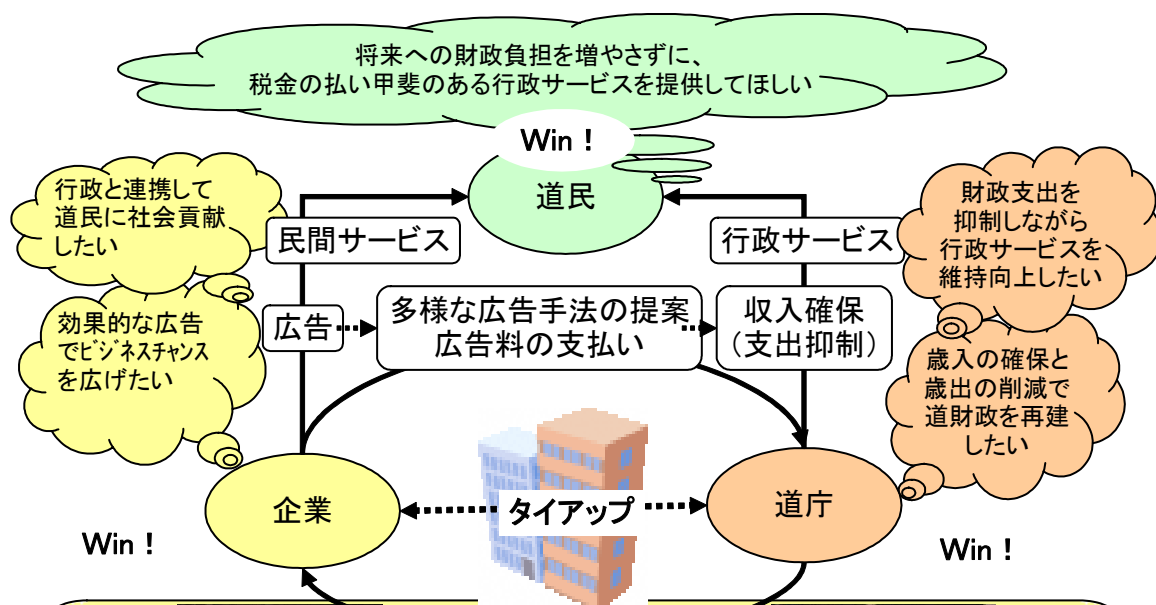 将来への財政負担を増やさずに、
税金の払い甲斐のある行政サービスを提供してほしい
Win！
道民
行政と連携して
道民に社会貢献
したい
民間サービス
行政サービス
財政支出を
抑制しながら
行政サービスを
維持向上したい
効果的な広告
でﾋﾞｼﾞﾈｽﾁｬﾝｽ
を広げたい
広告
多様な広告手法の提案
広告料の支払い
収入確保
（支出抑制）
歳入の確保と
歳出の削減で
道財政を再建
したい
企業
タイアップ
道庁
Win！
Win！